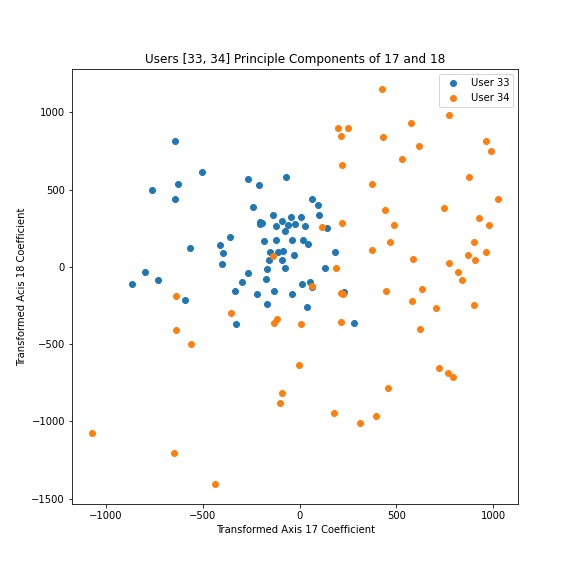 Users [33, 34] Principle Components of 17 and 18
User 33
User 34
1000
500
0
−500
−1000
−1500
Transformed Acis 18 Coefficient
−1000
−500
0
500
1000
Transformed Axis 17 Coefficient